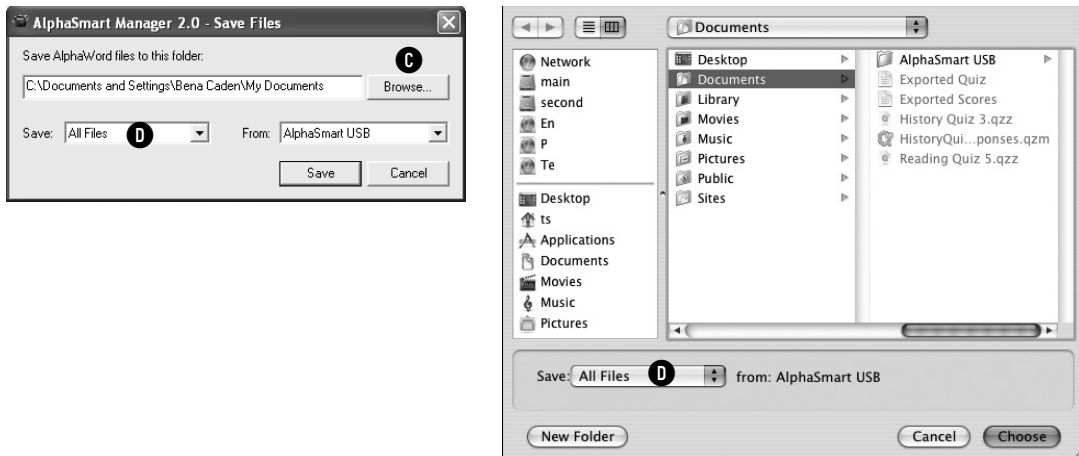 AlphaSmart Manager 2.0 - Save Files
Save AlphaWord files to this folder:
C
C:\Documents and Settings\Bena Caden\My Documents
Browse...
Save: All Files D From: AlphaSmart USB
Save Cancel
Documents
Network
main
second
En
P
Te
Desktop
ts
Applications
Documents
Movies
Music
Pictures
Desktop
Documents
Library
Movies
Music
Pictures
Public
Sites
AlphaSmart USB
Exported Quiz
Exported Scores
History Quiz 3.qzz
HistoryQui...ponses.qzm
Reading Quiz 5.qzz
Save: All Files D from: AlphaSmart USB
New Folder Cancel Choose